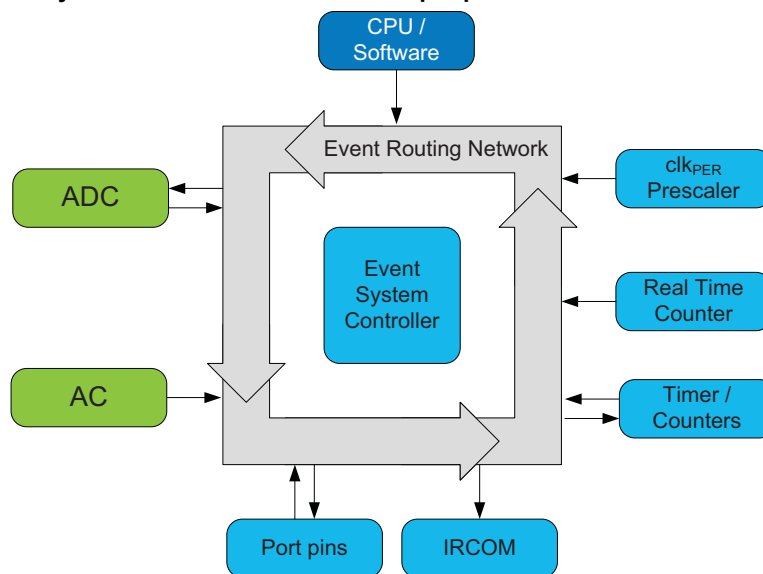 CPU /
Software
Event Routing Network
clkPER
Prescaler
ADC
Event
System
Controller
Real Time
Counter
AC
Timer /
Counters
Port pins
IRCOM